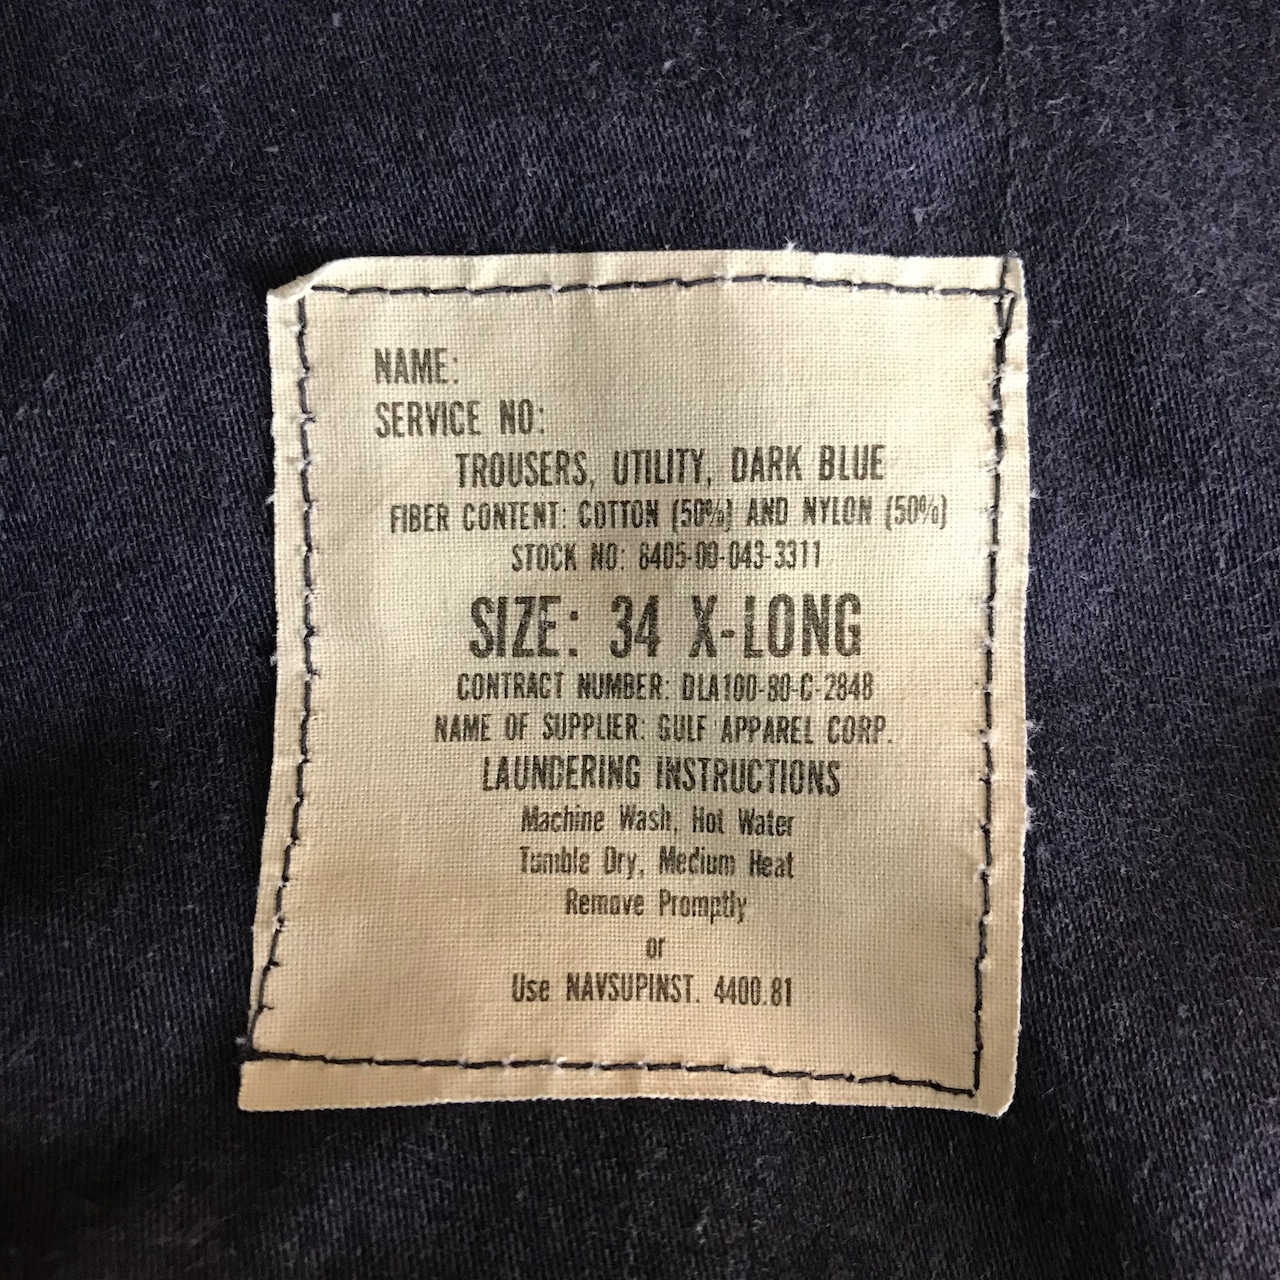 NAME:
SERVICE NO:
TROUSERS, UTILITY, DARK BLUE
FIBER CONTENT: COTTON (50%) AND NYLON (50%)
STOCK NO: 8405-00-043-3311
SIZE: 34 X-LONG
CONTRACT NUMBER: DLA100-80-C-2848
NAME OF SUPPLIER: GULF APPAREL CORP.
LAUNDERING INSTRUCTIONS
Machine Wash, Hot Water
Tumble Dry, Medium Heat
Remove Promptly
or
Use NAVSUPINST. 4400.81